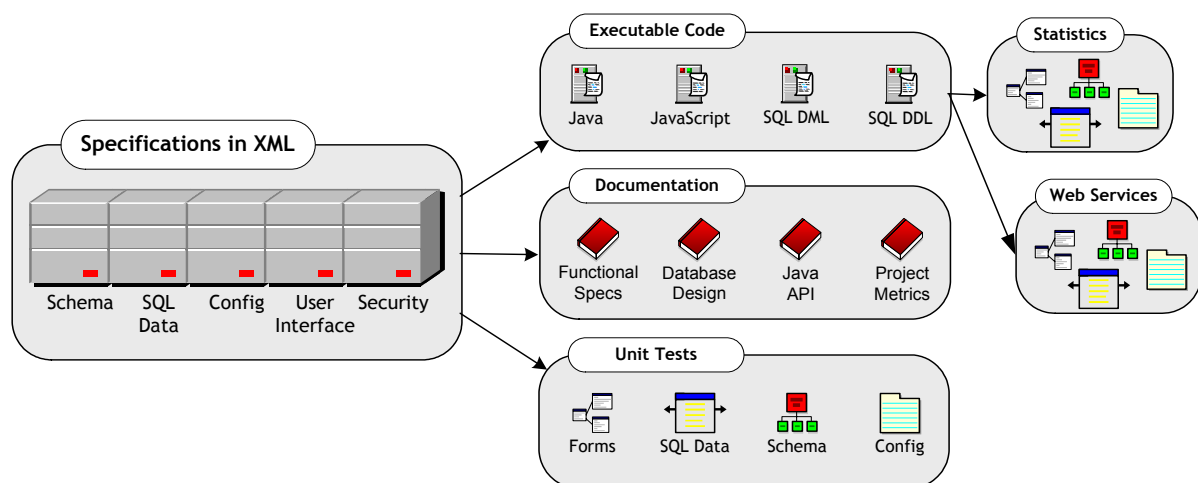 Specifications in XML
Schema
SQL
Data
Config
User
Interface
Security
Executable Code
Java
JavaScript
SQL DML
SQL DDL
Documentation
Functional
Specs
Database
Design
Java
API
Project
Metrics
Unit Tests
Forms
SQL Data
Schema
Config
Statistics
Web Services